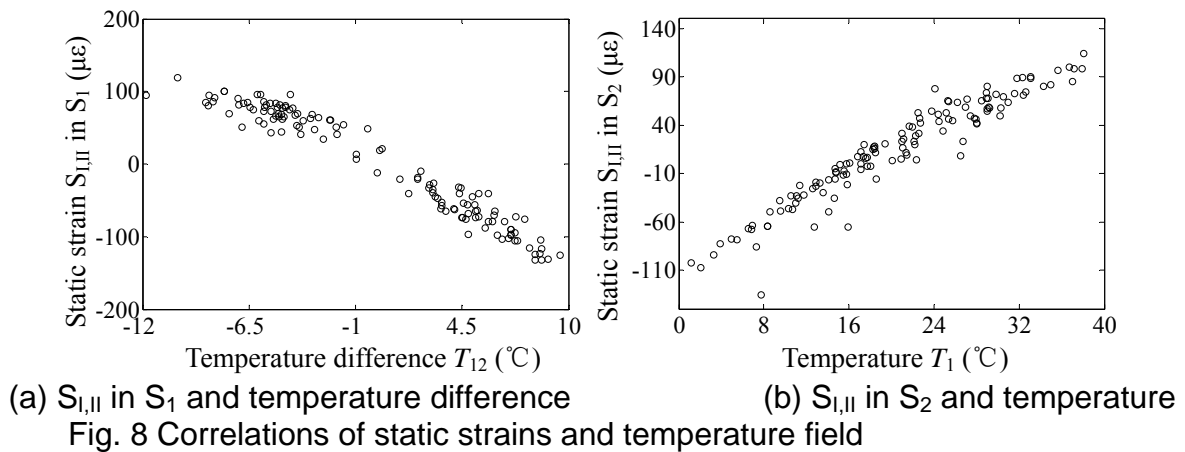 200
100
0
-100
-200
Static strain S_I,II in S_1 (με)
-12 -6.5 -1 4.5 10
Temperature difference T_12 (℃)
150
90
40
-10
-60
-110
Static strain S_I,II in S_2 (με)
0 8 16 24 32 40
Temperature T_1 (℃)
(a) S_I,II in S_1 and temperature difference
(b) S_I,II in S_2 and temperature
Fig. 8 Correlations of static strains and temperature field